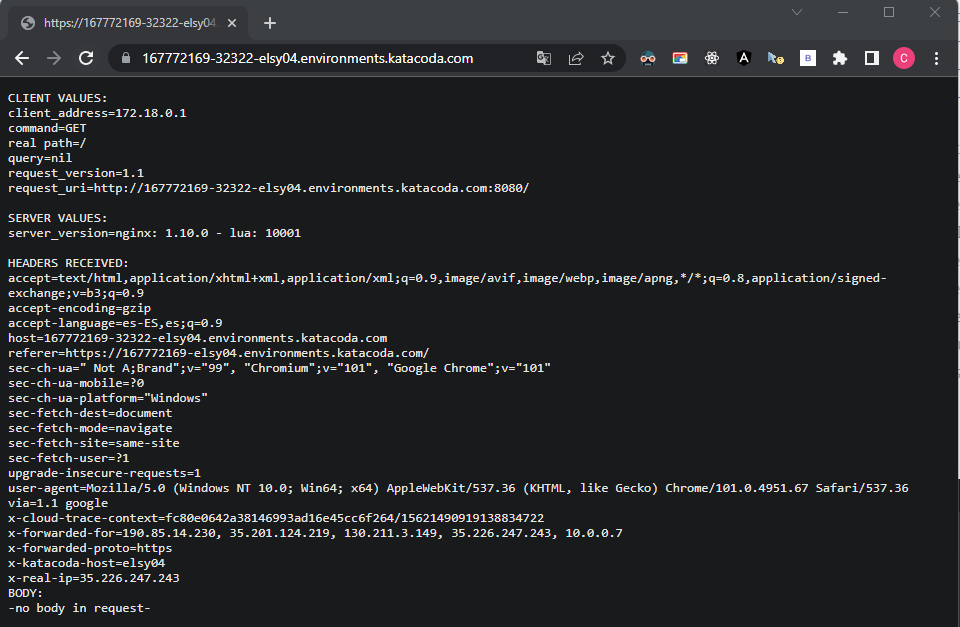 https://167772169-32322-elsy04.
167772169-32322-elsy04.environments.katacoda.com
A
B
C
CLIENT VALUES:
client_address=172.18.0.1
command=GET
real path=/
query=nil
request_version=1.1
request_uri=http://167772169-32322-elsy04.environments.katacoda.com:8080/
SERVER VALUES:
server_version=nginx: 1.10.0 - lua: 10001
HEADERS RECEIVED:
accept=text/html,application/xhtml+xml,application/xml;q=0.9,image/avif,image/webp,image/apng,*/*;q=0.8,application/signed-
exchange;v=b3;q=0.9
accept-encoding=gzip
accept-language=es-ES,es;q=0.9
host=167772169-32322-elsy04.environments.katacoda.com
referer=https://167772169-elsy04.environments.katacoda.com/
sec-ch-ua=" Not A;Brand";v="99", "Chromium";v="101", "Google Chrome";v="101"
sec-ch-ua-mobile=?0
sec-ch-ua-platform="Windows"
sec-fetch-dest=document
sec-fetch-mode=navigate
sec-fetch-site=same-site
sec-fetch-user=?1
upgrade-insecure-requests=1
user-agent=Mozilla/5.0 (Windows NT 10.0; Win64; x64) AppleWebKit/537.36 (KHTML, like Gecko) Chrome/101.0.4951.67 Safari/537.36
via=1.1 google
x-cloud-trace-context=fc80e0642a38146993ad16e45cc6f264/15621490919138834722
x-forwarded-for=190.85.14.230, 35.201.124.219, 130.211.3.149, 35.226.247.243, 10.0.0.7
x-forwarded-proto=https
x-katacoda-host=elsy04
x-real-ip=35.226.247.243
BODY:
-no body in request-